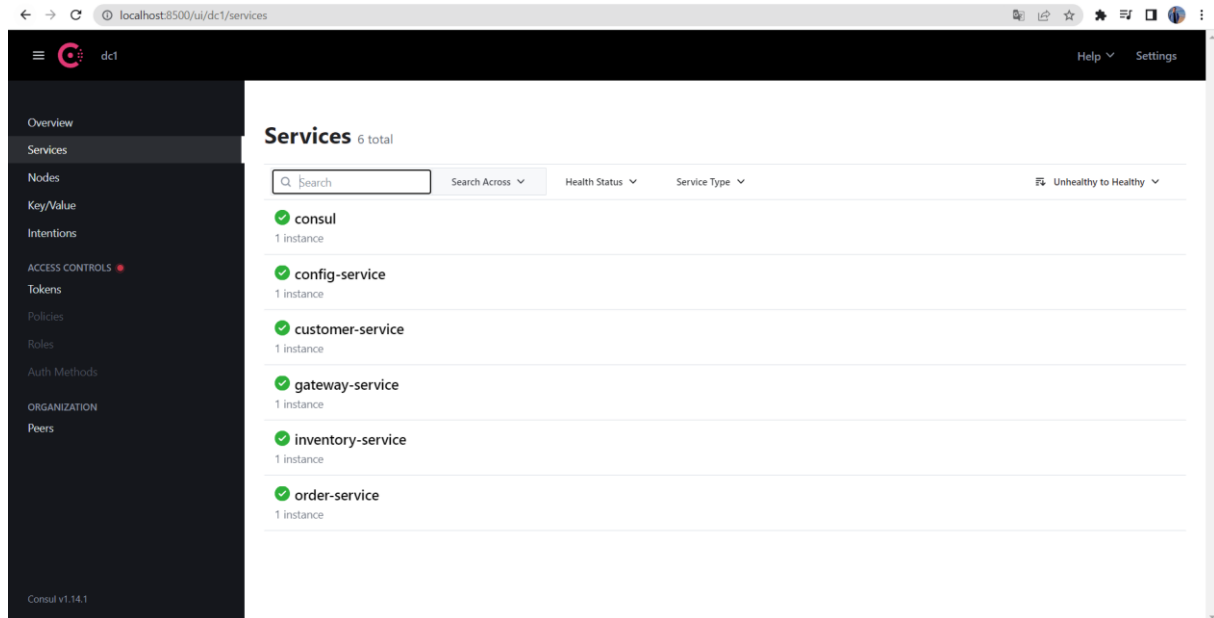 localhost:8500/ui/dc1/services
dc1
Help
Settings
Overview
Services
Nodes
Key/Value
Intentions
ACCESS CONTROLS
Tokens
Policies
Roles
Auth Methods
ORGANIZATION
Peers
Consul v1.14.1
Services 6 total
Search
Search Across
Health Status
Service Type
Unhealthy to Healthy
consul
1 instance
config-service
1 instance
customer-service
1 instance
gateway-service
1 instance
inventory-service
1 instance
order-service
1 instance